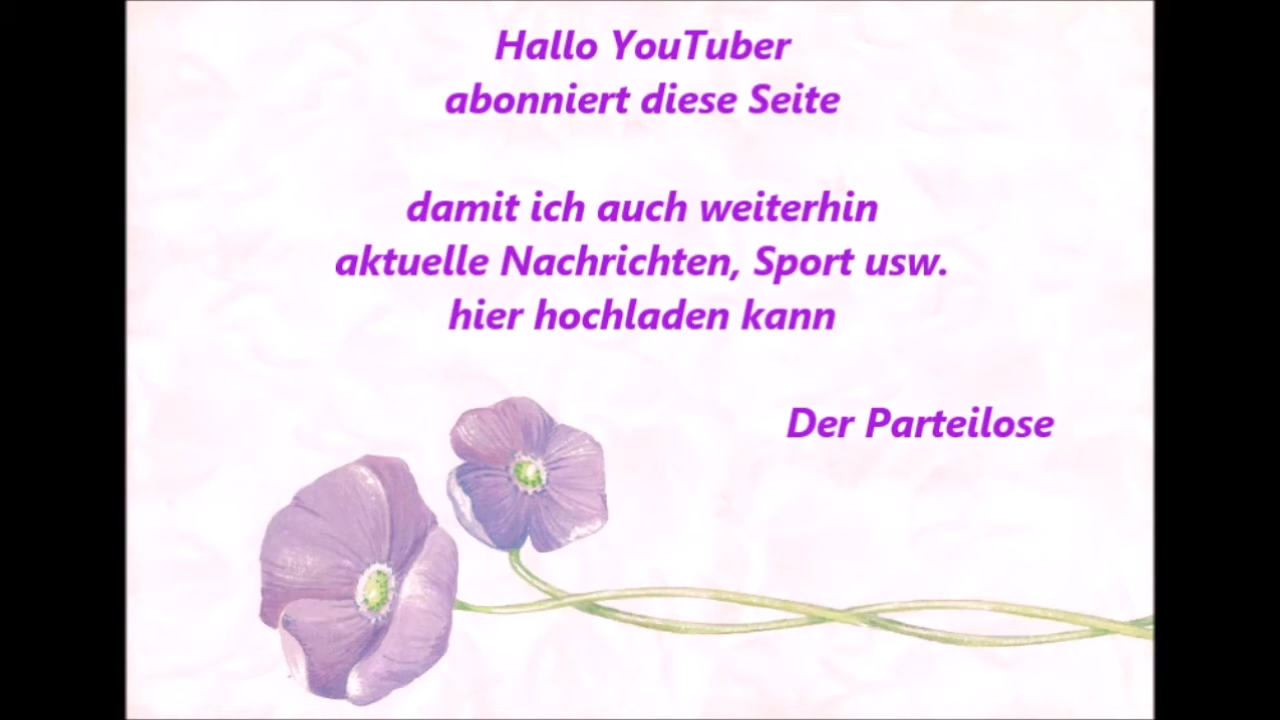 Hallo YouTuber
abonniert diese Seite
damit ich auch weiterhin
aktuelle Nachrichten, Sport usw.
hier hochladen kann
Der Parteilose